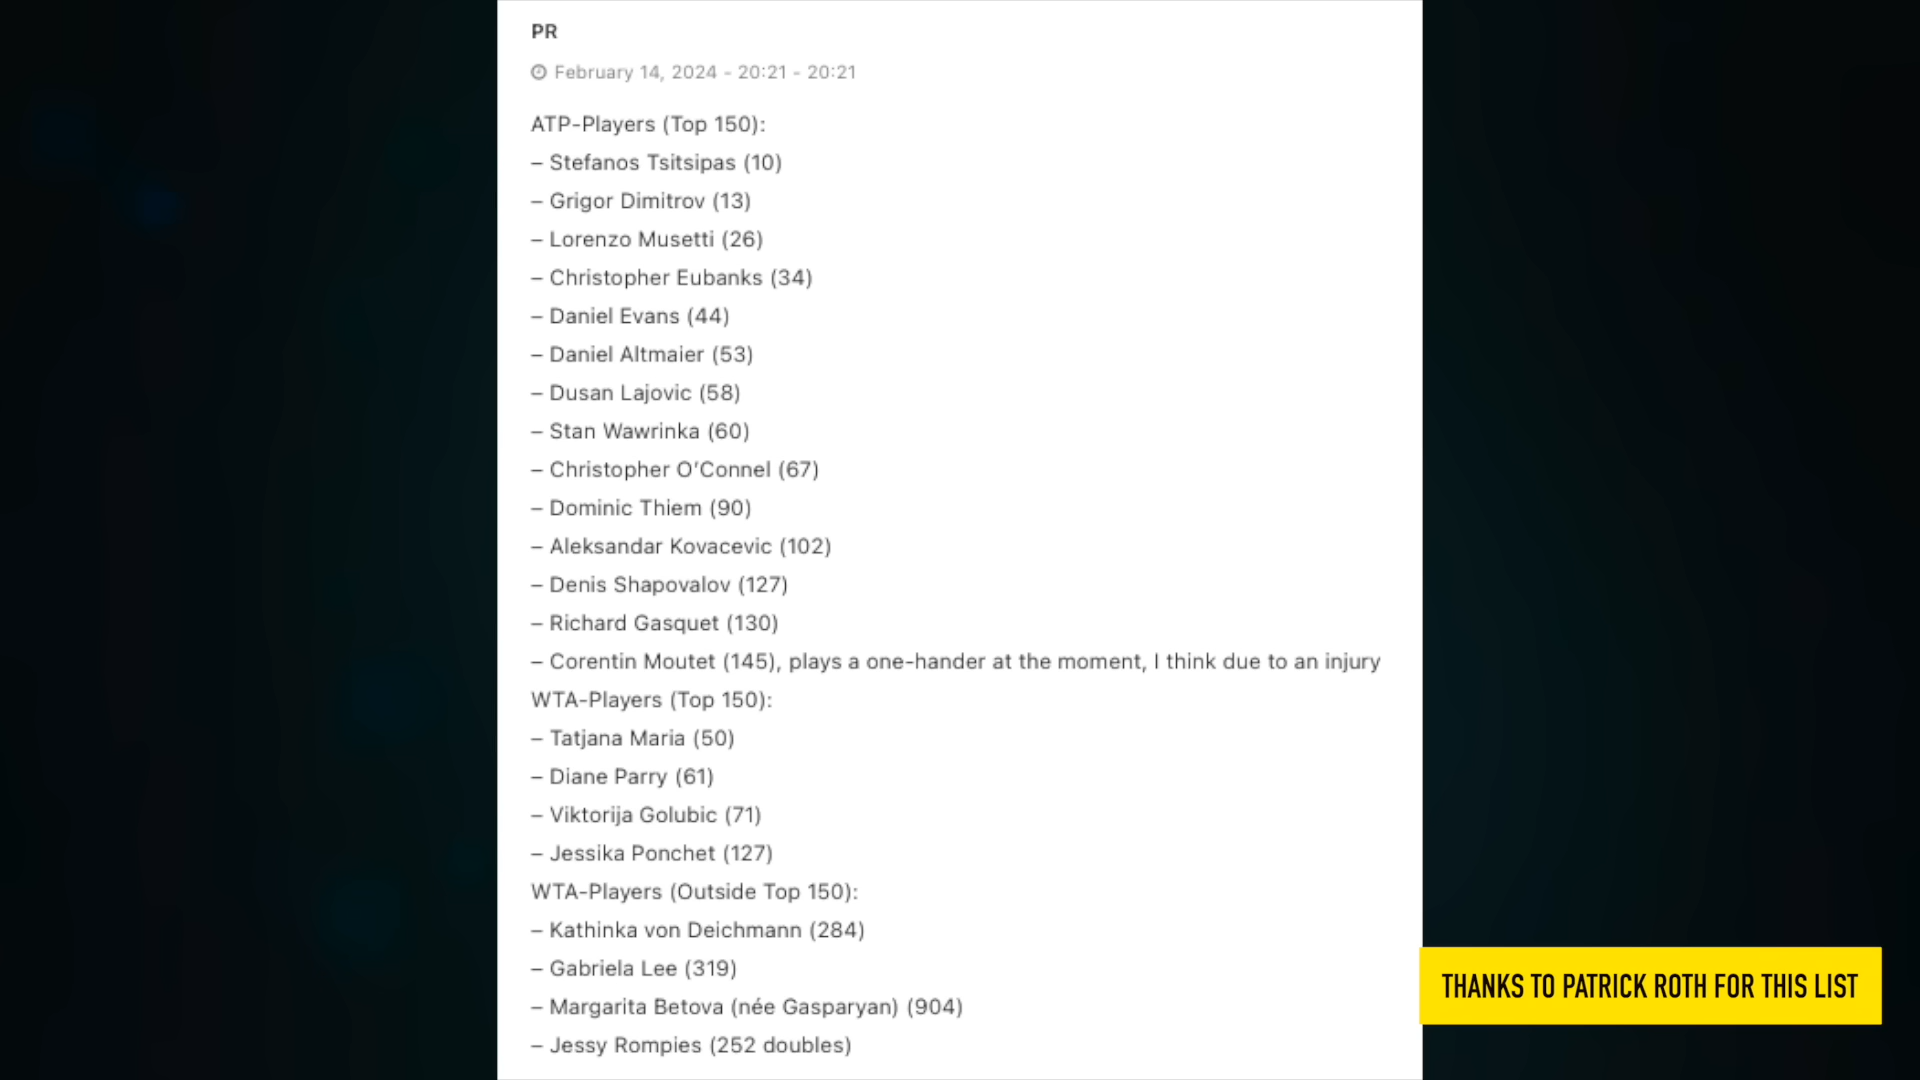 PR
February 14, 2024 - 20:21 - 20:21
ATP-Players (Top 150):
– Stefanos Tsitsipas (10)
– Grigor Dimitrov (13)
– Lorenzo Musetti (26)
– Christopher Eubanks (34)
– Daniel Evans (44)
– Daniel Altmaier (53)
– Dusan Lajovic (58)
– Stan Wawrinka (60)
– Christopher O’Connel (67)
– Dominic Thiem (90)
– Aleksandar Kovacevic (102)
– Denis Shapovalov (127)
– Richard Gasquet (130)
– Corentin Moutet (145), plays a one-hander at the moment, I think due to an injury
WTA-Players (Top 150):
– Tatjana Maria (50)
– Diane Parry (61)
– Viktorija Golubic (71)
– Jessika Ponchet (127)
WTA-Players (Outside Top 150):
– Kathinka von Deichmann (284)
– Gabriela Lee (319)
– Margarita Betova (née Gasparyan) (904)
– Jessy Rompies (252 doubles)
THANKS TO PATRICK ROTH FOR THIS LIST